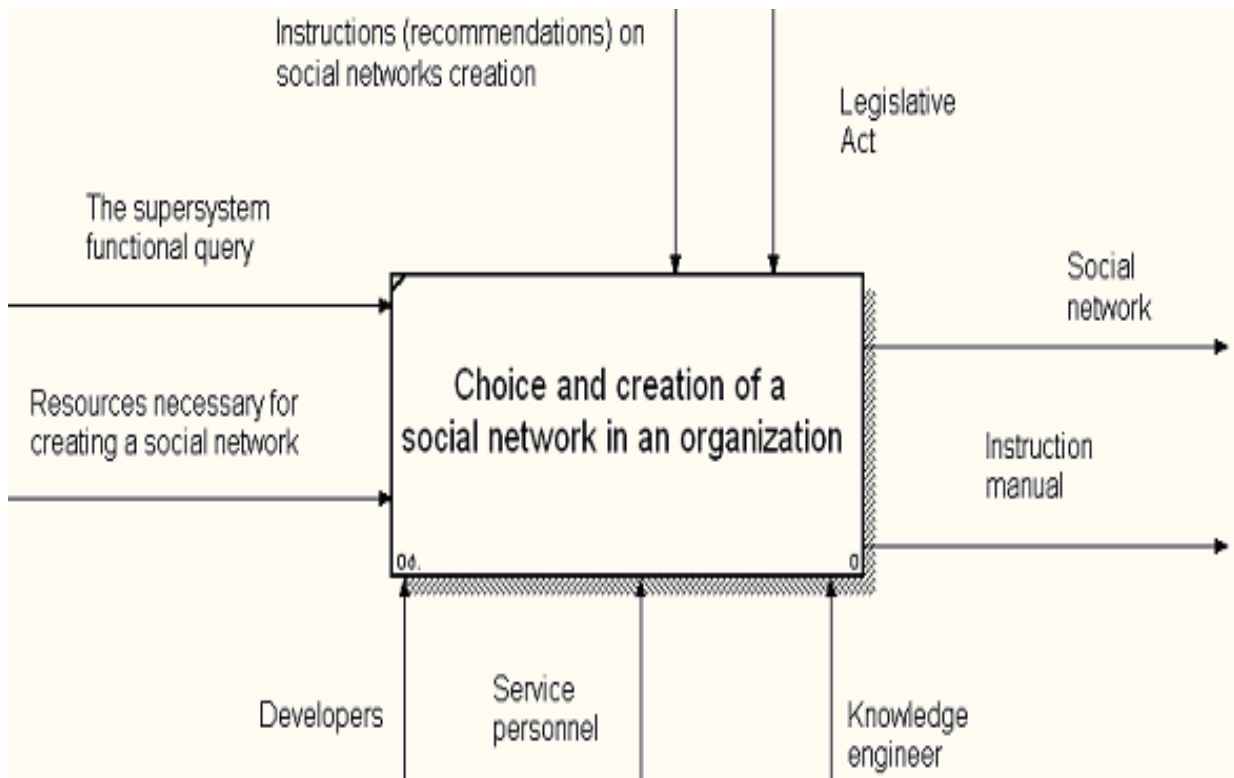 Instructions (recommendations) on
social networks creation
Legislative
Act
The supersystem
functional query
Social
network
Resources necessary for
creating a social network
Choice and creation of a
social network in an organization
Instruction
manual
0д.
0
Developers
Service
personnel
Knowledge
engineer